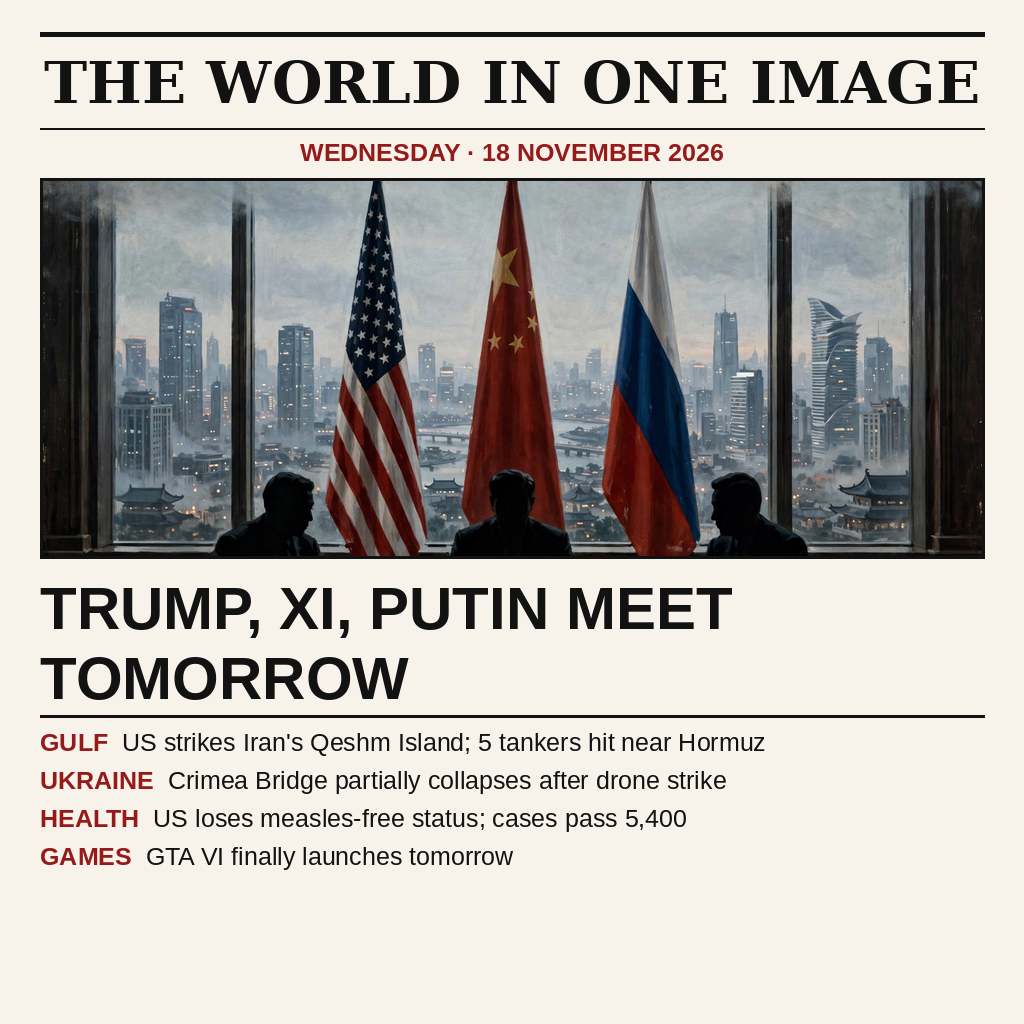 THE WORLD IN ONE IMAGE
WEDNESDAY · 18 NOVEMBER 2026
TRUMP, XI, PUTIN MEET
TOMORROW
GULF US strikes Iran's Qeshm Island; 5 tankers hit near Hormuz
UKRAINE Crimea Bridge partially collapses after drone strike
HEALTH US loses measles-free status; cases pass 5,400
GAMES GTA VI finally launches tomorrow